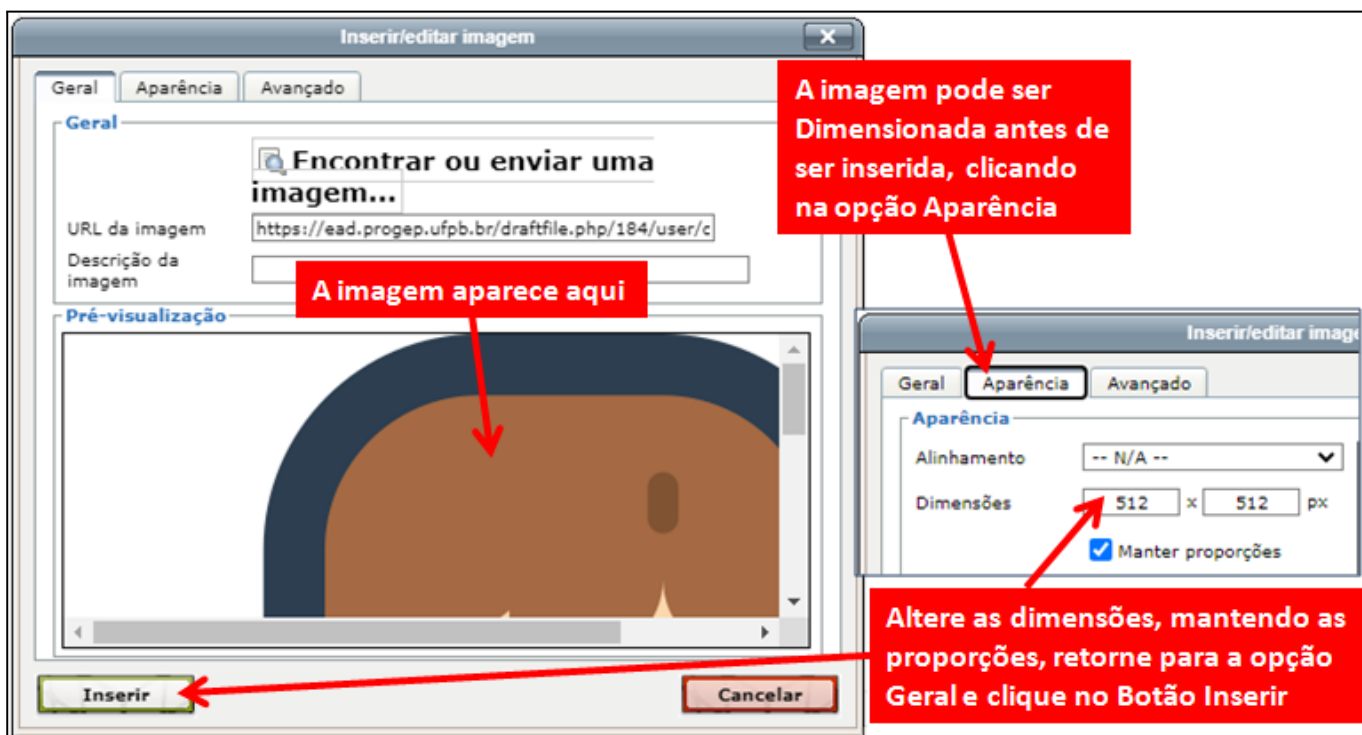 Inserir/editar imagem
Geral
Aparência
Avançado
Geral
Encontrar ou enviar uma
imagem...
URL da imagem
https://ead.progep.ufpb.br/draftfile.php/184/user/c
Descrição da
imagem
A imagem aparece aqui
Pré-visualização
Inserir
Cancelar
A imagem pode ser
Dimensionada antes de
ser inserida, clicando
na opção Aparência
Inserir/editar image
Geral
Aparência
Avançado
Aparência
Alinhamento
-- N/A --
Dimensões
512 x 512 px
Manter proporções
Altere as dimensões, mantendo as
proporções, retorne para a opção
Geral e clique no Botão Inserir